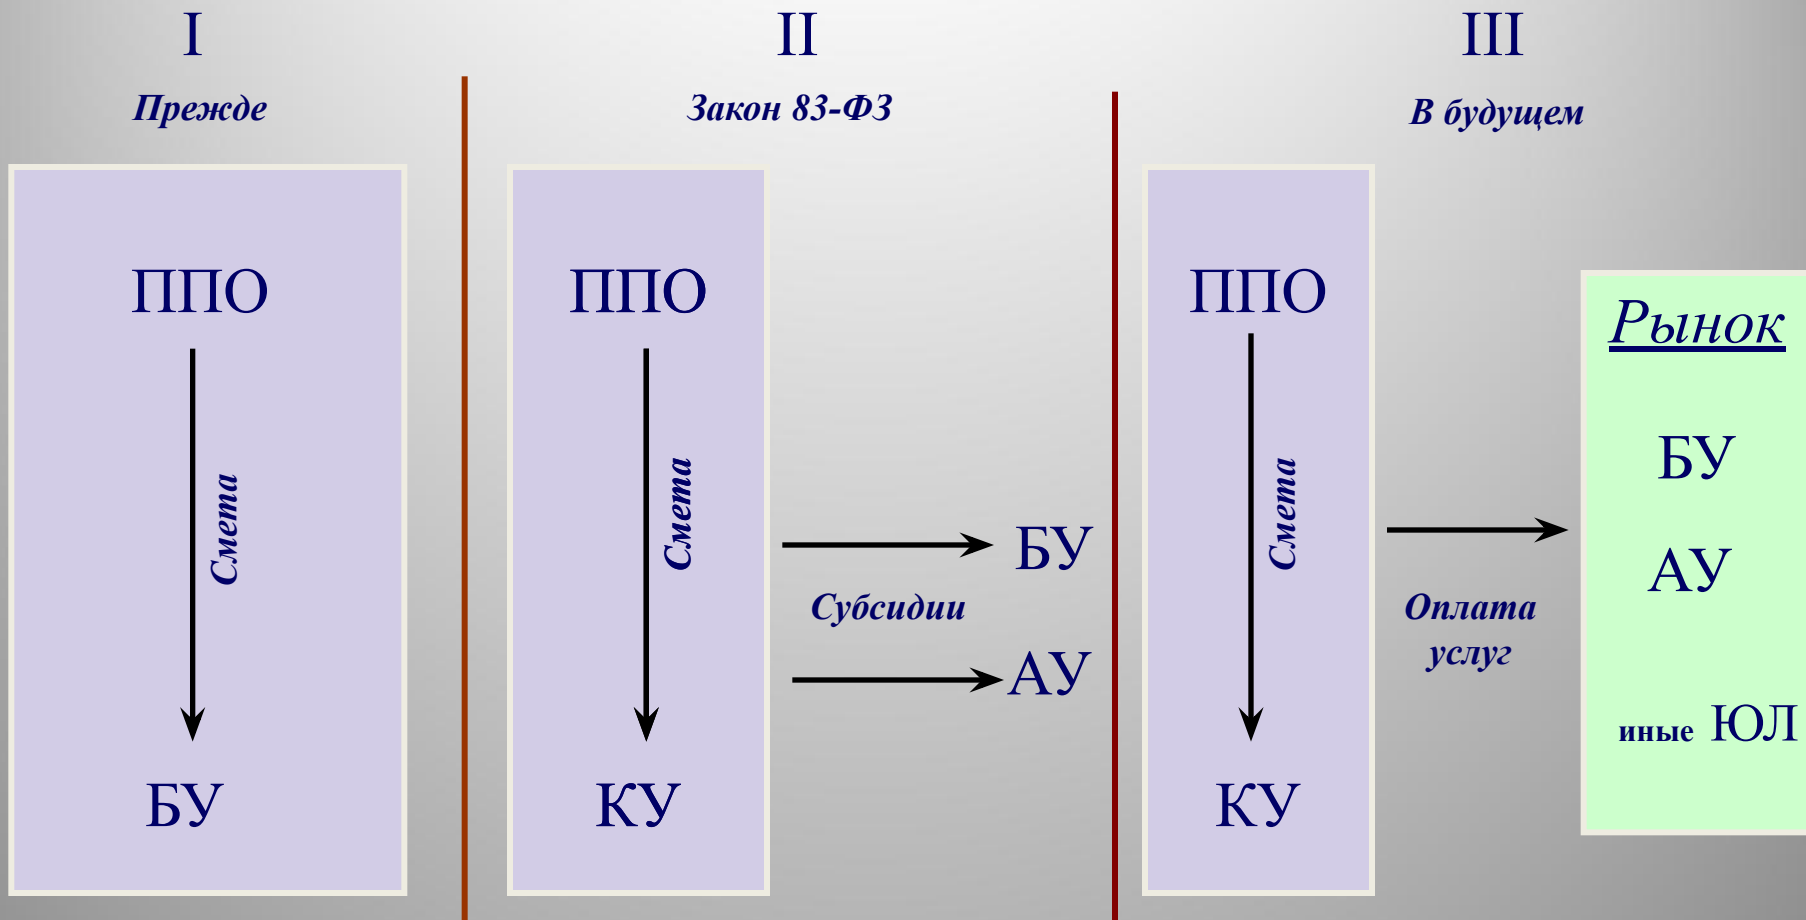 I
Прежде
ППО
Смета
БУ
II
Закон 83-ФЗ
ППО
Смета
КУ
БУ
Субсидии
АУ
III
В будущем
ППО
Смета
КУ
Оплата
услуг
Рынок
БУ
АУ
иные ЮЛ